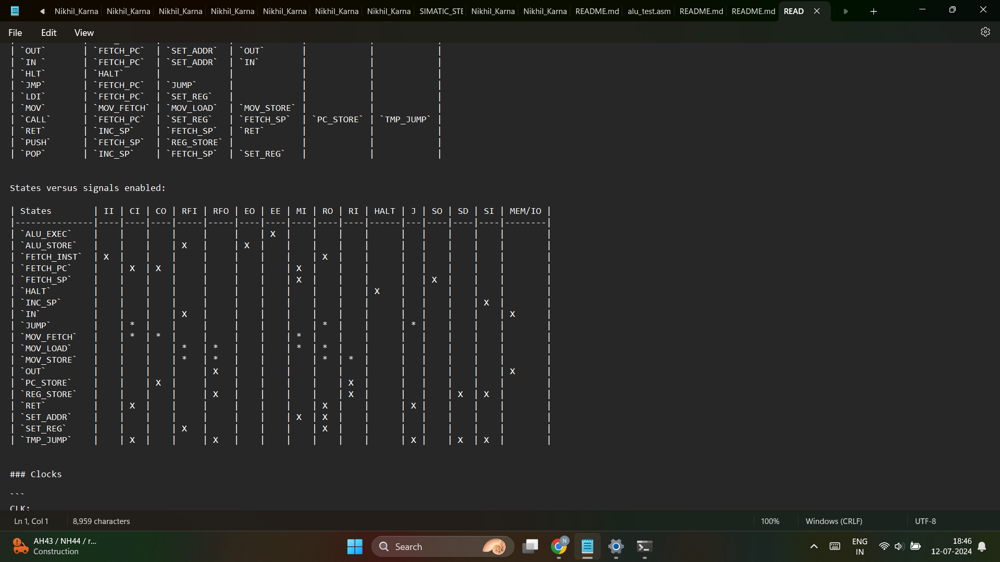 Nikhil_Karna Nikhil_Karna Nikhil_Karna Nikhil_Karna Nikhil_Karna Nikhil_Karna Nikhil_Karna SIMATIC_STE Nikhil_Karna Nikhil_Karna README.md alu_test.asm README.md README.md READ
File Edit View
| `OUT` | `FETCH_PC` | `SET_ADDR` | `OUT` | | |
| `IN ` | `FETCH_PC` | `SET_ADDR` | `IN` | | |
| `HLT` | `HALT` | | | | |
| `JMP` | `FETCH_PC` | `JUMP` | | | |
| `LDI` | `FETCH_PC` | `SET_REG` | | | |
| `MOV` | `MOV_FETCH` | `MOV_LOAD` | `MOV_STORE` | | |
| `CALL` | `FETCH_PC` | `SET_REG` | `FETCH_SP` | `PC_STORE` | `TMP_JUMP` |
| `RET` | `INC_SP` | `FETCH_SP` | `RET` | | |
| `PUSH` | `FETCH_SP` | `REG_STORE` | | | |
| `POP` | `INC_SP` | `FETCH_SP` | `SET_REG` | | |
States versus signals enabled:
| States | II | CI | CO | RFI | RFO | EO | EE | MI | RO | RI | HALT | J | SO | SD | SI | MEM/IO |
|---------------|----|----|----|-----|-----|----|----|----|----|----|------|---|----|----|----|--------|
| `ALU_EXEC` | | | | | | | X | | | | | | | | | |
| `ALU_STORE` | | | | X | | X | | | | | | | | | | |
| `FETCH_INST` | X | | | | | | | | X | | | | | | | |
| `FETCH_PC` | | X | X | | | | | X | | | | | | | | |
| `FETCH_SP` | | | | | | | | X | | | | | X | | | |
| `HALT` | | | | | | | | | | | X | | | | | |
| `INC_SP` | | | | | | | | | | | | | | | X | |
| `IN` | | | | X | | | | | | | | | | | | X |
| `JUMP` | | * | | | | | | | * | | | * | | | | |
| `MOV_FETCH` | | * | * | | | | | * | | | | | | | | |
| `MOV_LOAD` | | | | * | * | | | * | * | | | | | | | |
| `MOV_STORE` | | | | * | * | | | | * | * | | | | | | |
| `OUT` | | | | | X | | | | | | | | | | | X |
| `PC_STORE` | | | X | | | | | | | X | | | | | | |
| `REG_STORE` | | | | | X | | | | | X | | | | X | X | |
| `RET` | | X | | | | | | | X | | | X | | | | |
| `SET_ADDR` | | | | | | | | X | X | | | | | | | |
| `SET_REG` | | | | X | | | | | X | | | | | | | |
| `TMP_JUMP` | | X | | | X | | | | | | | X | | X | X | |
### Clocks
```
CLK:
Ln 1, Col 1 8,959 characters 100% Windows (CRLF) UTF-8
AH43 / NH44 / r...
Construction
Search
N
ENG
IN
18:46
12-07-2024